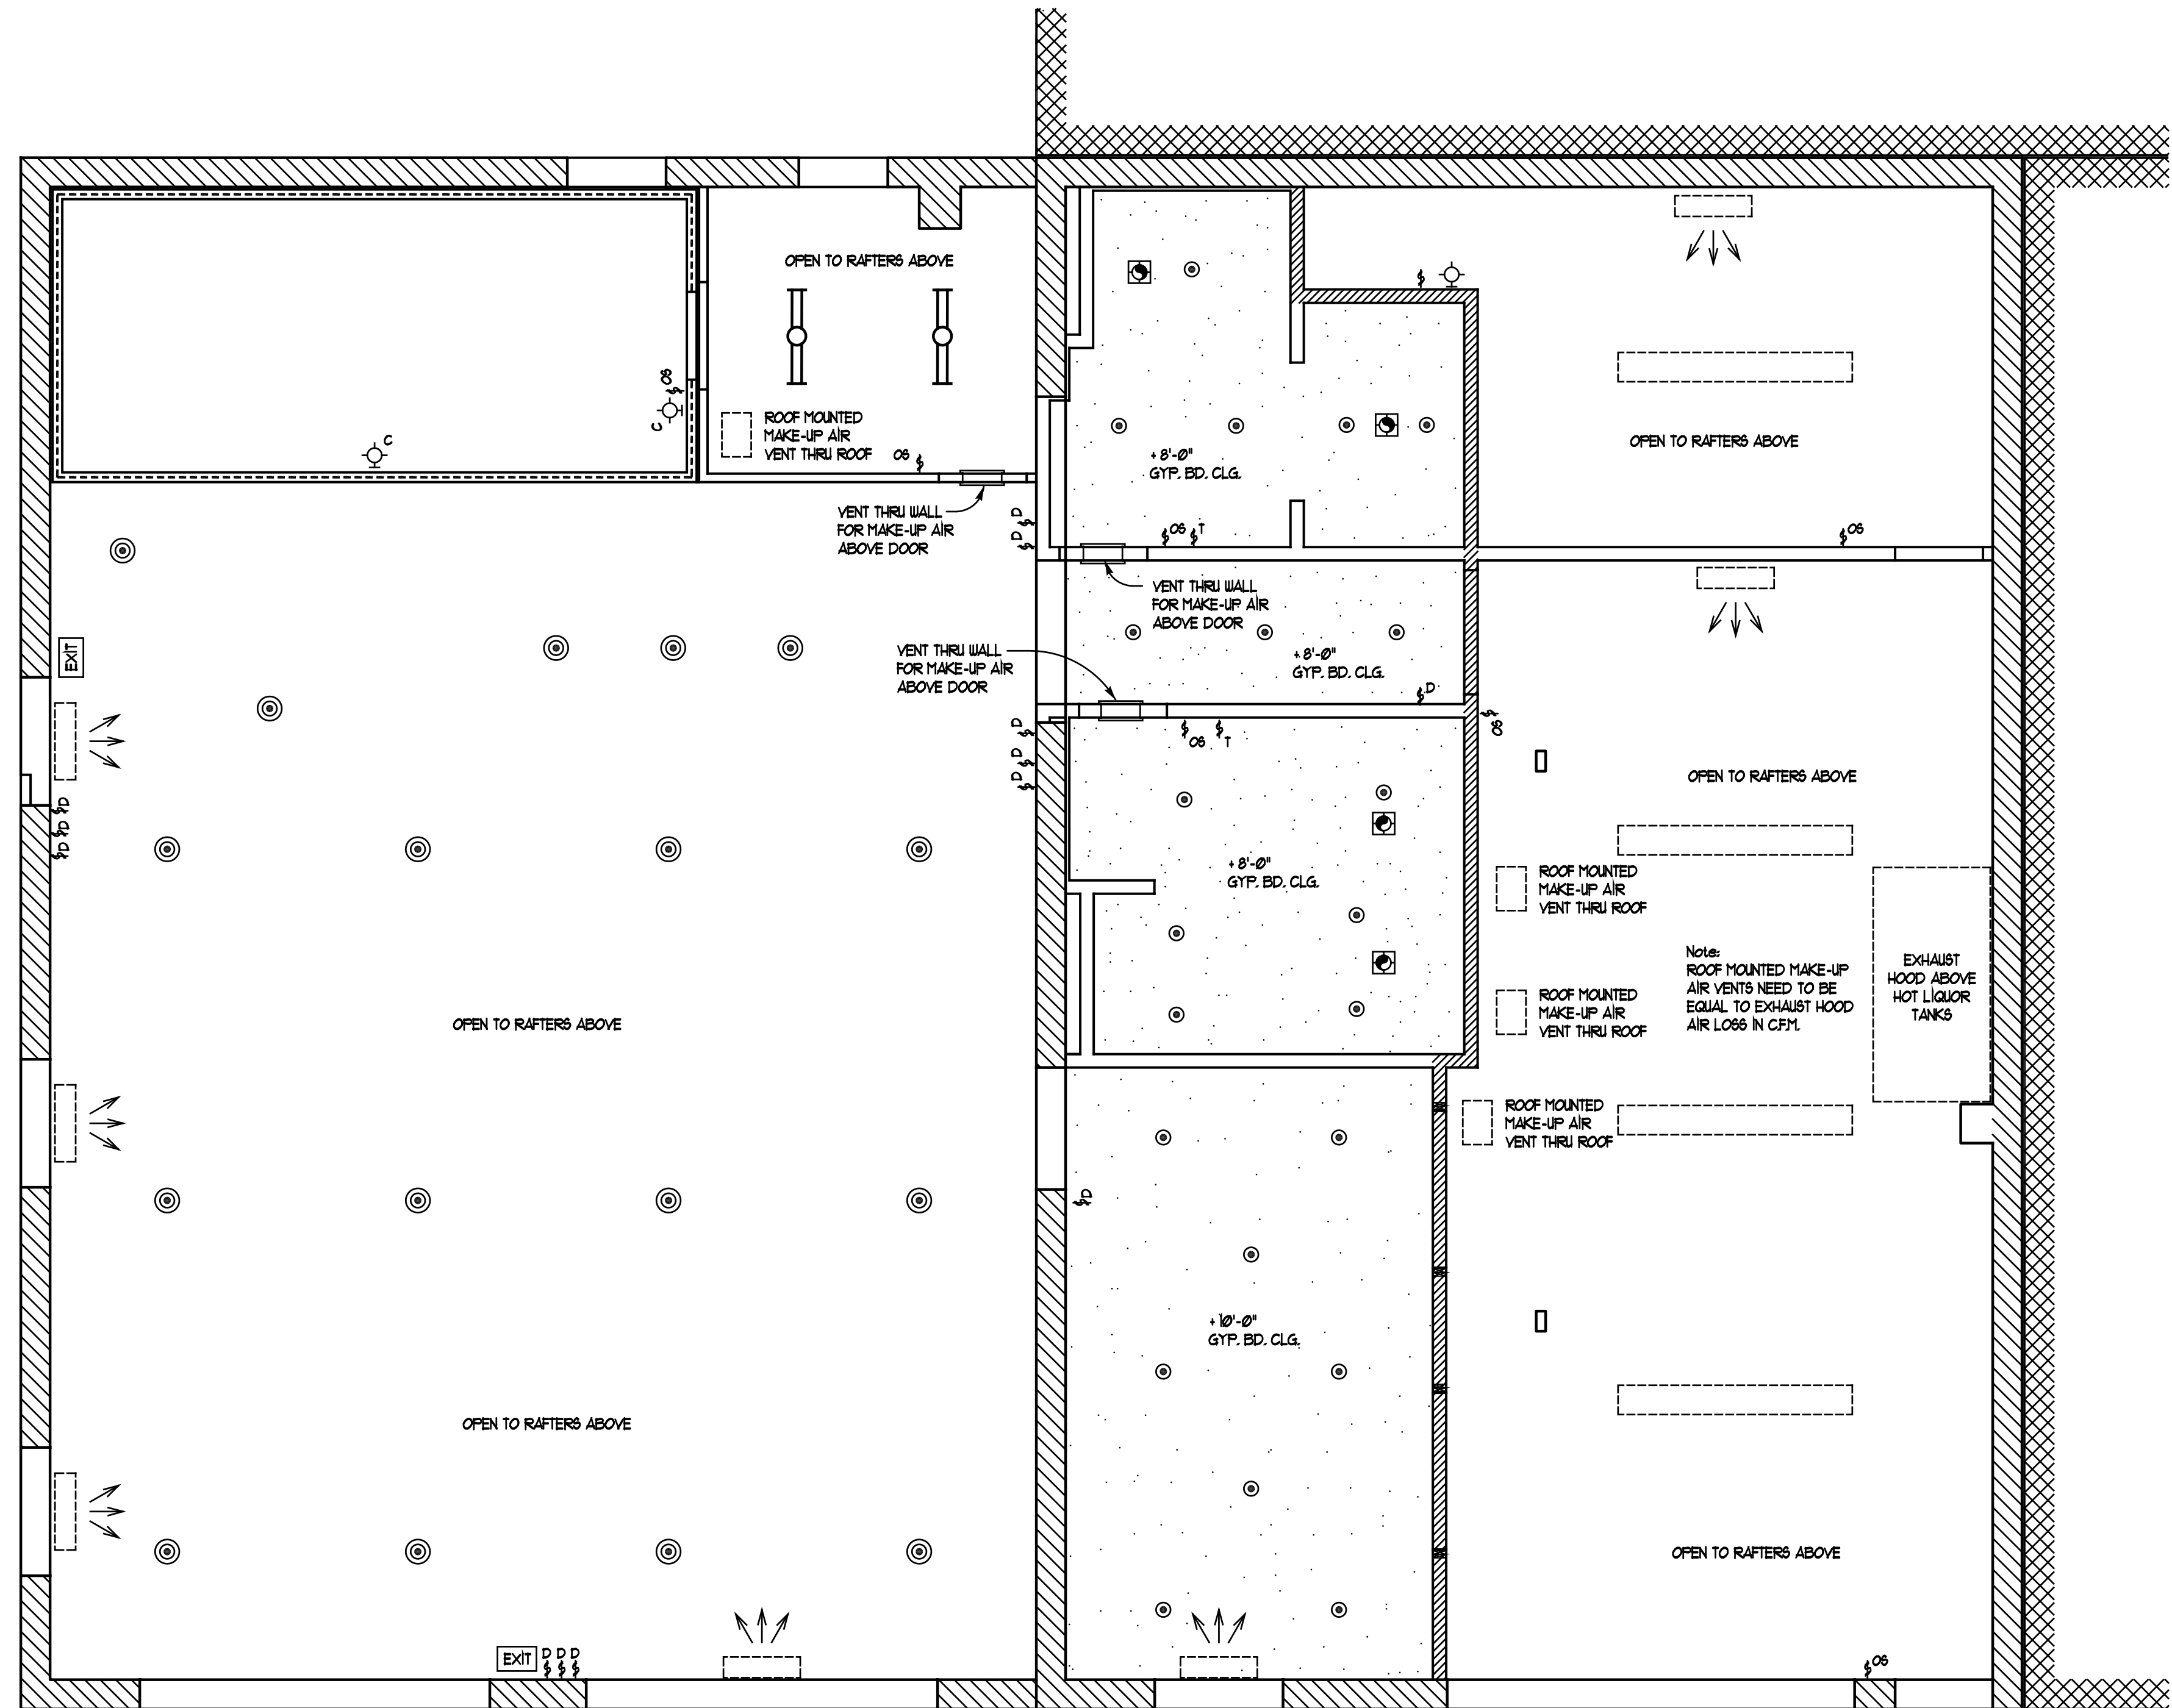 OPEN TO RAFTERS ABOVE
OS
C
C
ROOF MOUNTED
MAKE-UP AIR
VENT THRU ROOF
OS
VENT THRU WALL
FOR MAKE-UP AIR
ABOVE DOOR
D
D
+ 8'-0"
GYP. BD. CLG.
OS
T
OPEN TO RAFTERS ABOVE
OS
VENT THRU WALL
FOR MAKE-UP AIR
ABOVE DOOR
+ 8'-0"
GYP. BD. CLG.
D
VENT THRU WALL
FOR MAKE-UP AIR
ABOVE DOOR
EXIT
D
D
D
D
D
D
OS
T
OS
OPEN TO RAFTERS ABOVE
+ 8'-0"
GYP. BD. CLG.
ROOF MOUNTED
MAKE-UP AIR
VENT THRU ROOF
ROOF MOUNTED
MAKE-UP AIR
VENT THRU ROOF
Note:
ROOF MOUNTED MAKE-UP
AIR VENTS NEED TO BE
EQUAL TO EXHAUST HOOD
AIR LOSS IN C.F.M.
EXHAUST
HOOD ABOVE
HOT LIQUOR
TANKS
OPEN TO RAFTERS ABOVE
ROOF MOUNTED
MAKE-UP AIR
VENT THRU ROOF
D
+ 10'-0"
GYP. BD. CLG.
OPEN TO RAFTERS ABOVE
OPEN TO RAFTERS ABOVE
EXIT
D D D
OS